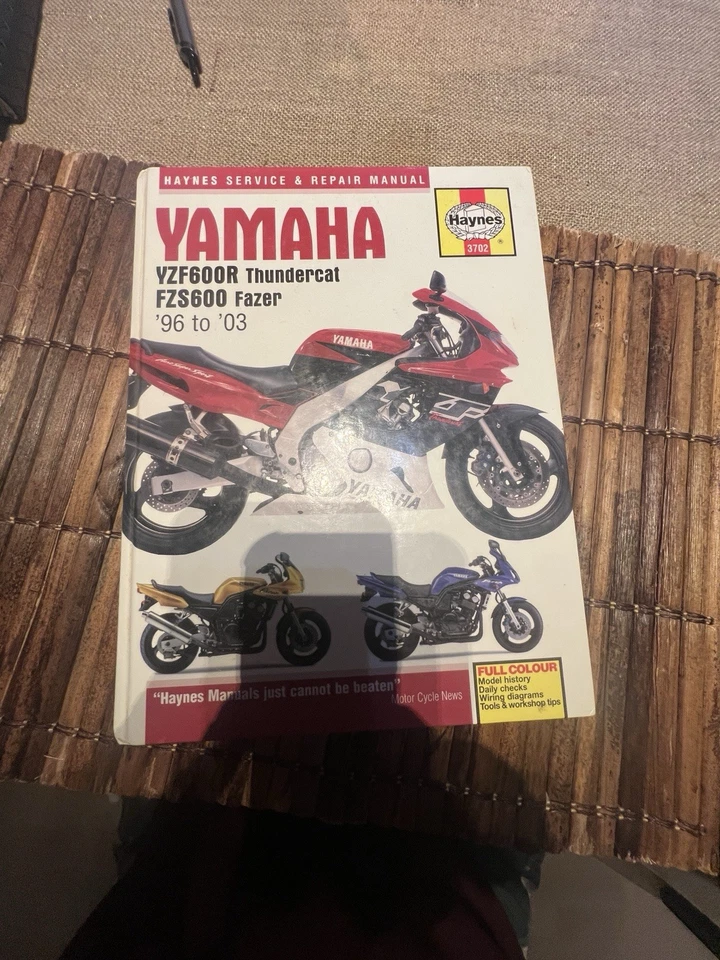 HAYNES SERVICE & REPAIR MANUAL
Haynes
3702
®
YAMAHA
YZF600R Thundercat
FZS600 Fazer
'96 to '03
YAMAHA
YAMAHA
"Haynes Manuals just cannot be beaten"
Motor Cycle News
FULL COLOUR
Model history
Daily checks
Wiring diagrams
Tools & workshop tips